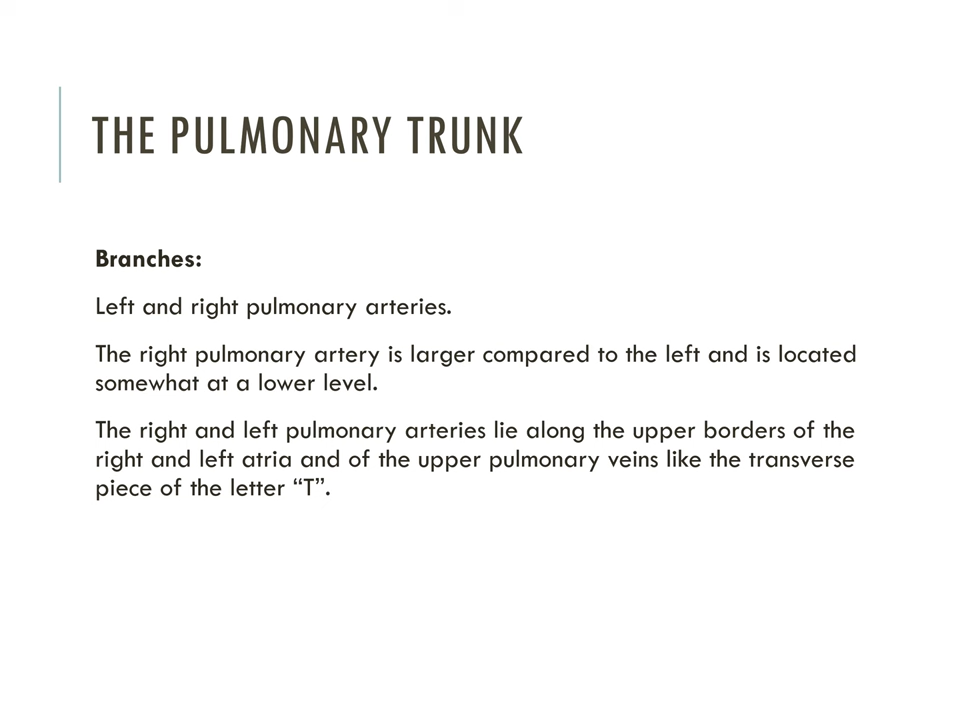 THE PULMONARY TRUNK
Branches:
Left and right pulmonary arteries.
The right pulmonary artery is larger compared to the left and is located
somewhat at a lower level.
The right and left pulmonary arteries lie along the upper borders of the
right and left atria and of the upper pulmonary veins like the transverse
piece of the letter “T”.